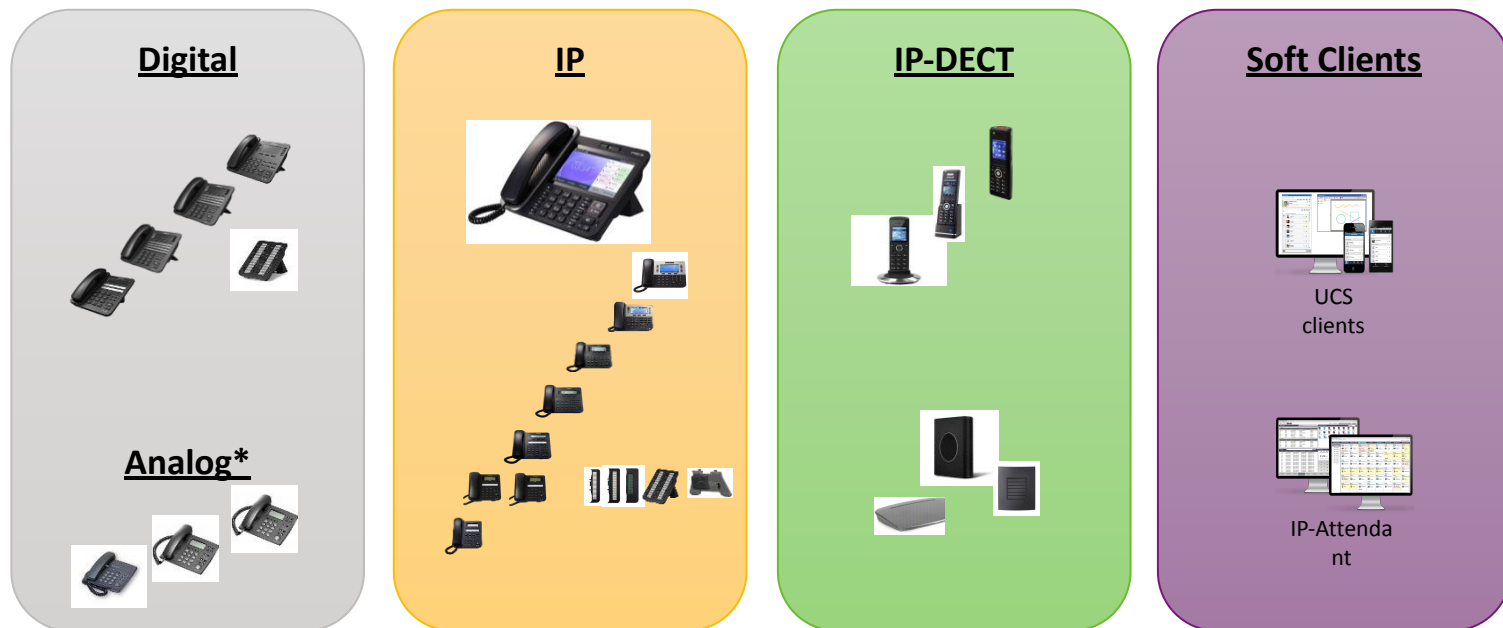 Digital
Analog*
IP
IP-DECT
Soft Clients
UCS
clients
IP-Attenda
nt